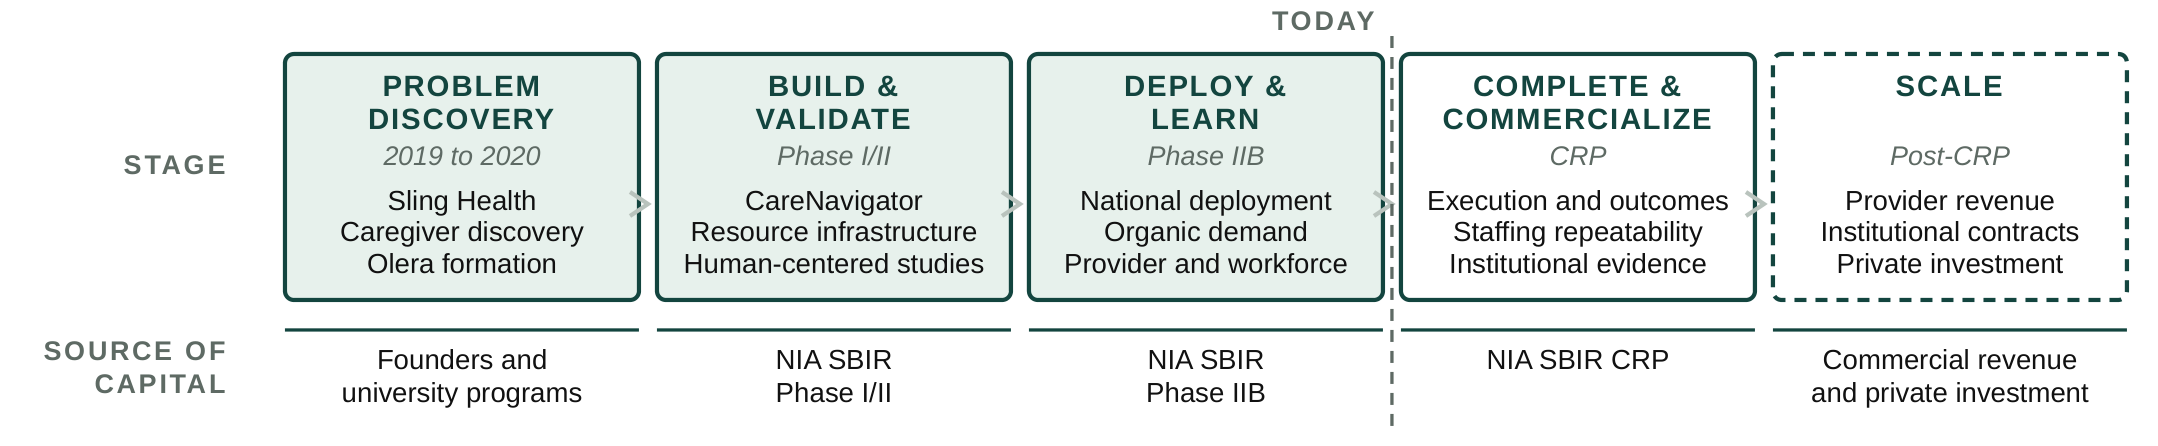 TODAY
STAGE
PROBLEM
DISCOVERY
2019 to 2020
Sling Health
Caregiver discovery
Olera formation
BUILD &
VALIDATE
Phase I/II
CareNavigator
Resource infrastructure
Human-centered studies
DEPLOY &
LEARN
Phase IIB
National deployment
Organic demand
Provider and workforce
COMPLETE &
COMMERCIALIZE
CRP
Execution and outcomes
Staffing repeatability
Institutional evidence
SCALE
Post-CRP
Provider revenue
Institutional contracts
Private investment
SOURCE OF
CAPITAL
Founders and
university programs
NIA SBIR
Phase I/II
NIA SBIR
Phase IIB
NIA SBIR CRP
Commercial revenue
and private investment